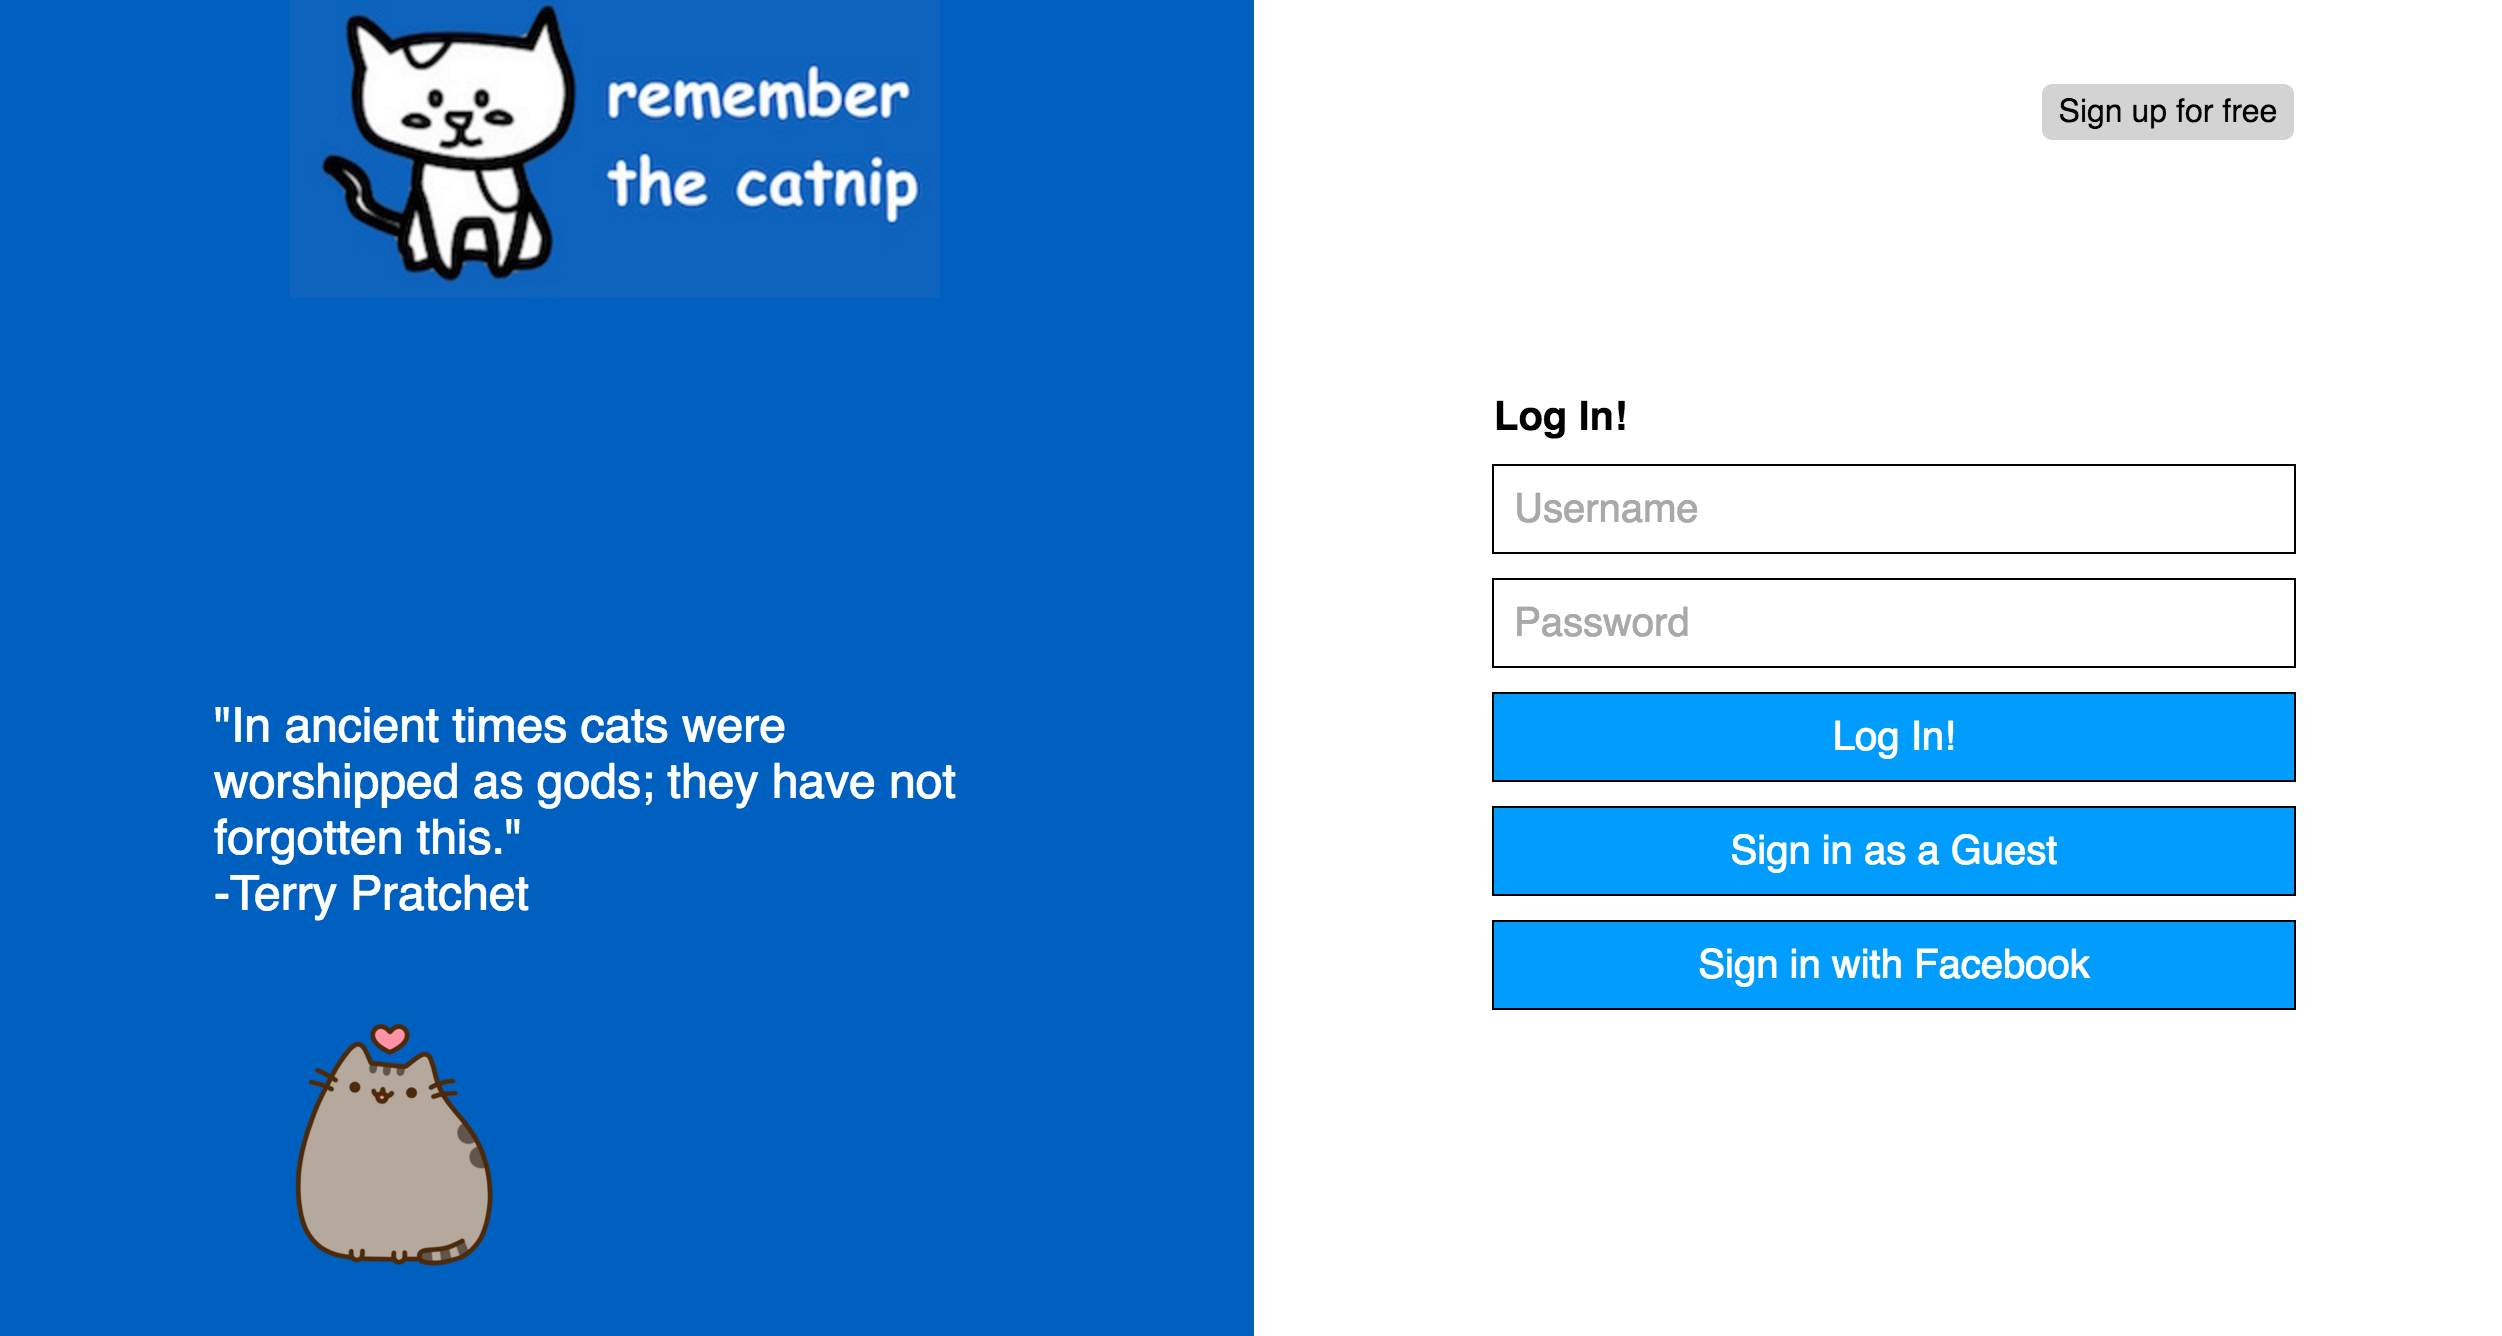 remember
the catnip
Sign up for free
Log In!
Username
Password
Log In!
Sign in as a Guest
Sign in with Facebook
"In ancient times cats were
worshipped as gods; they have not
forgotten this."
-Terry Pratchet